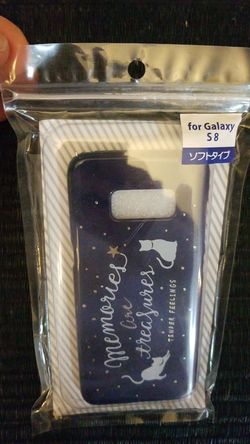 for Galaxy
S8
ソフトタイプ
Memories
are
treasures
TENDER FEELINGS